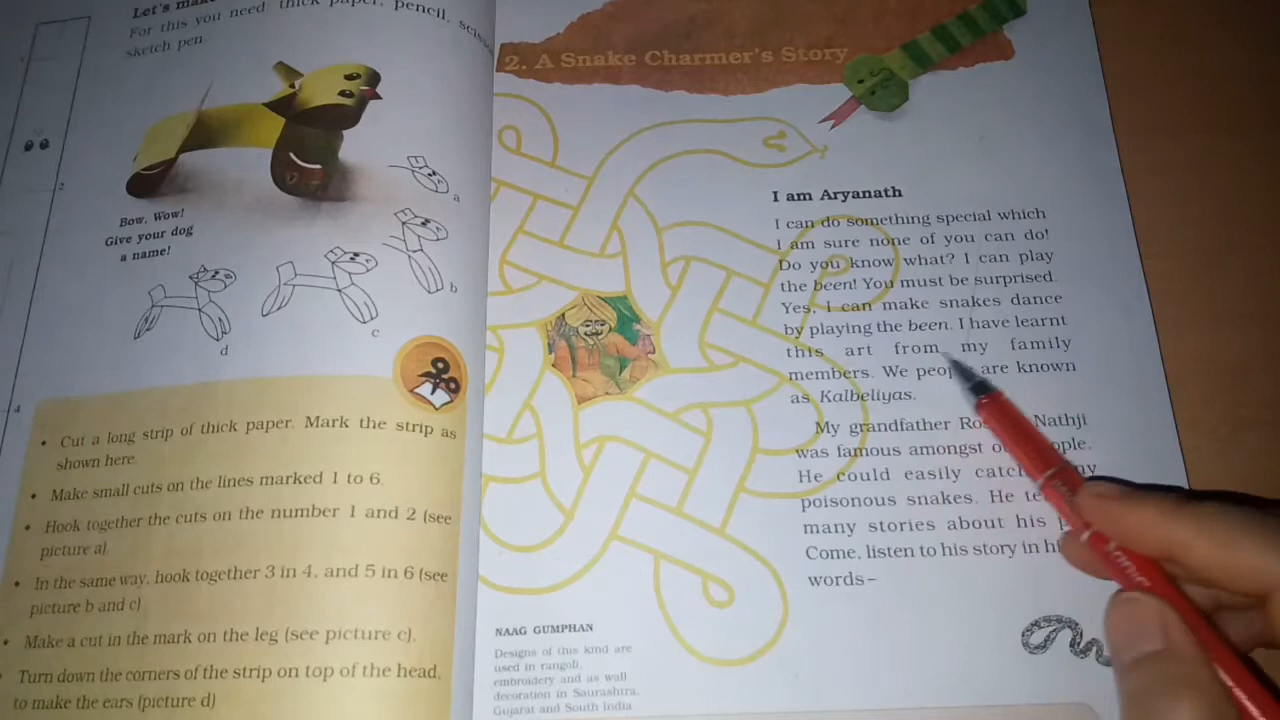 Let's make
For this you need: thick paper, pencil,
sketch pen.
Bow, Wow!
Give your dog
a name!
a
b
c
d
2
4
• Cut a long strip of thick paper. Mark the strip as
shown here.
• Make small cuts on the lines marked 1 to 6.
• Hook together the cuts on the number 1 and 2 (see
picture a).
• In the same way, hook together 3 in 4, and 5 in 6 (see
picture b and c)
• Make a cut in the mark on the leg (see picture c).
Turn down the corners of the strip on top of the head,
to make the ears (picture d)
2. A Snake Charmer's Story
I am Aryanath
I can do something special which
I am sure none of you can do!
Do you know what? I can play
the been! You must be surprised.
Yes, I can make snakes dance
by playing the been. I have learnt
this art from my family
members. We people are known
as Kalbeliyas.
My grandfather Nathji
was famous amongst
He could easily catch
poisonous snakes. He
many stories about his
Come, listen to his story in
words–
NAAG GUMPHAN
Designs of this kind are
used in rangoli,
embroidery and as wall
decoration in Saurashtra,
Gujarat and South India